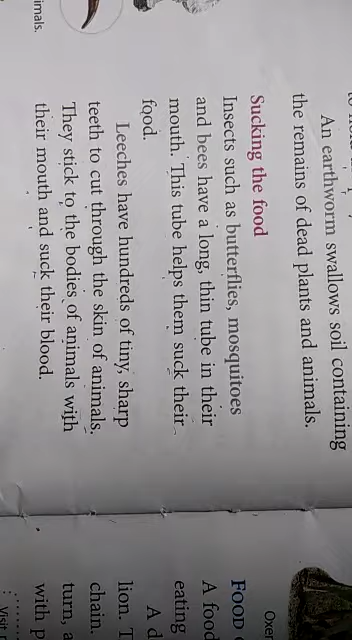 An earthworm swallows soil containing
the remains of dead plants and animals.
Sucking the food
Insects such as butterflies, mosquitoes
and bees have a long, thin tube in their
mouth. This tube helps them suck their
food.
Leeches have hundreds of tiny, sharp
teeth to cut through the skin of animals.
They stick to the bodies of animals with
their mouth and suck their blood.
imals.
Oxer
FOOD
A food
eating
A d
lion. T
chain.
turn, a
with p
Visit